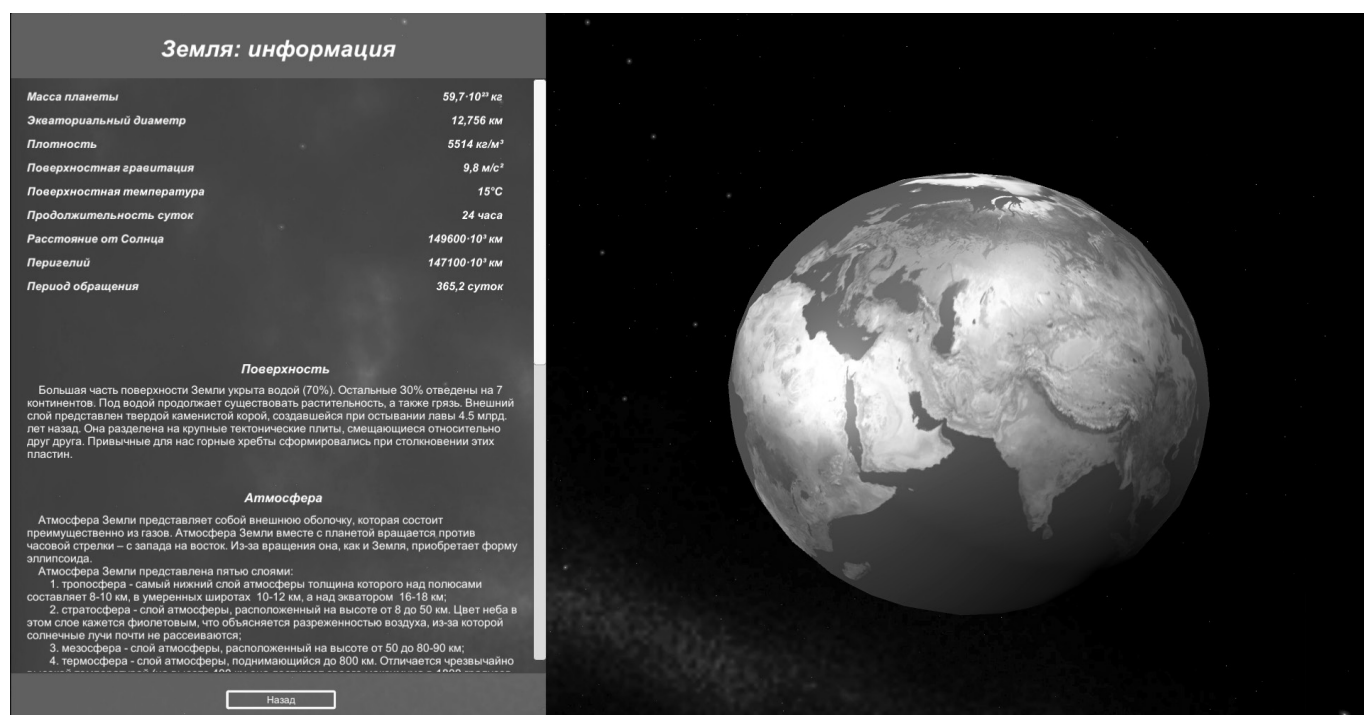 Земля: информация
Масса планеты 59,7·10²³ кг
Экваториальный диаметр 12,756 км
Плотность 5514 кг/м³
Поверхностная гравитация 9,8 м/с²
Поверхностная температура 15°C
Продолжительность суток 24 часа
Расстояние от Солнца 149600·10³ км
Перигелий 147100·10³ км
Период обращения 365,2 суток
Поверхность
Большая часть поверхности Земли укрыта водой (70%). Остальные 30% отведены на 7
континентов. Под водой продолжает существовать растительность, а также грязь. Внешний
слой представлен твердой каменистой корой, создавшейся при остывании лавы 4.5 млрд.
лет назад. Она разделена на крупные тектонические плиты, смещающиеся относительно
друг друга. Привычные для нас горные хребты сформировались при столкновении этих
пластин.
Атмосфера
Атмосфера Земли представляет собой внешнюю оболочку, которая состоит
преимущественно из газов. Атмосфера Земли вместе с планетой вращается против
часовой стрелки – с запада на восток. Из-за вращения она, как и Земля, приобретает форму
эллипсоида.
Атмосфера Земли представлена пятью слоями:
1. тропосфера - самый нижний слой атмосферы толщина которого над полюсами
составляет 8-10 км, в умеренных широтах 10-12 км, а над экватором 16-18 км;
2. стратосфера - слой атмосферы, расположенный на высоте от 8 до 50 км. Цвет неба в
этом слое кажется фиолетовым, что объясняется разреженностью воздуха, из-за которой
солнечные лучи почти не рассеиваются;
3. мезосфера - слой атмосферы, расположенный на высоте от 50 до 80-90 км;
4. термосфера - слой атмосферы, поднимающийся до 800 км. Отличается чрезвычайно
Назад